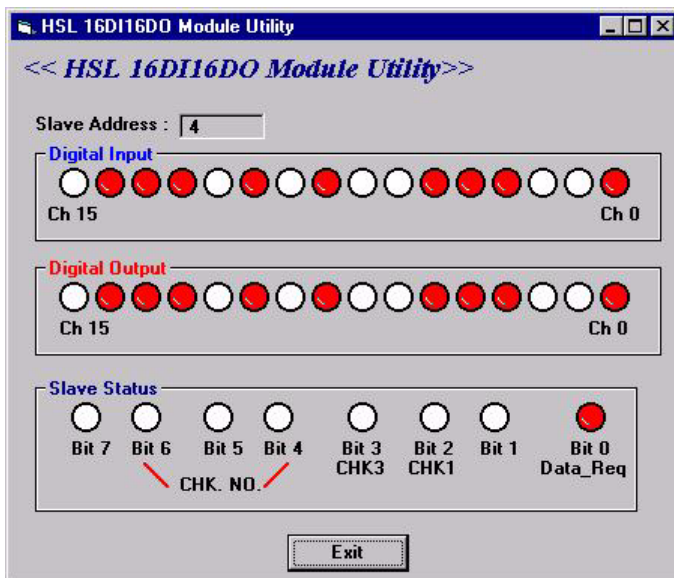 HSL 16DI16DO Module Utility
<< HSL 16DI16DO Module Utility>>
Slave Address : 4
Digital Input
Ch 15 Ch 0
Digital Output
Ch 15 Ch 0
Slave Status
Bit 7 Bit 6 Bit 5 Bit 4 Bit 3 Bit 2 Bit 1 Bit 0
CHK3 CHK1 Data_Req
CHK. NO.
Exit